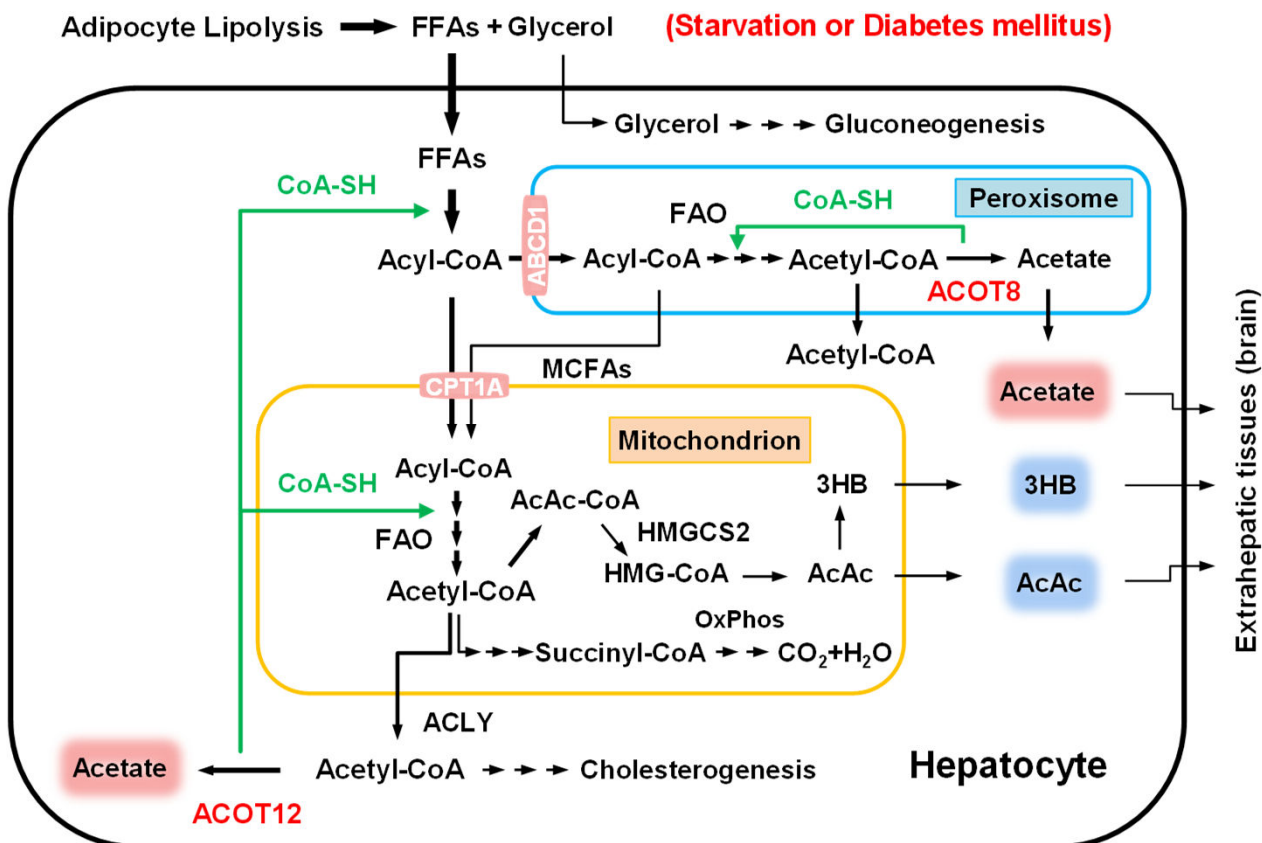 Adipocyte Lipolysis FFAs + Glycerol (Starvation or Diabetes mellitus)
Glycerol Gluconeogenesis
FFAs
CoA-SH
CoA-SH
Peroxisome
FAO
ABCD1
Acyl-CoA Acyl-CoA Acetyl-CoA Acetate
ACOT8
Acetyl-CoA
MCFAs
CPT1A
Acetate
Mitochondrion
Acyl-CoA
CoA-SH
AcAc-CoA
3HB
3HB
FAO
HMGCS2
HMG-CoA AcAc
AcAc
Acetyl-CoA
OxPhos
Succinyl-CoA CO₂+H₂O
Extrahepatic tissues (brain)
ACLY
Acetate Acetyl-CoA Cholesterogenesis
Hepatocyte
ACOT12